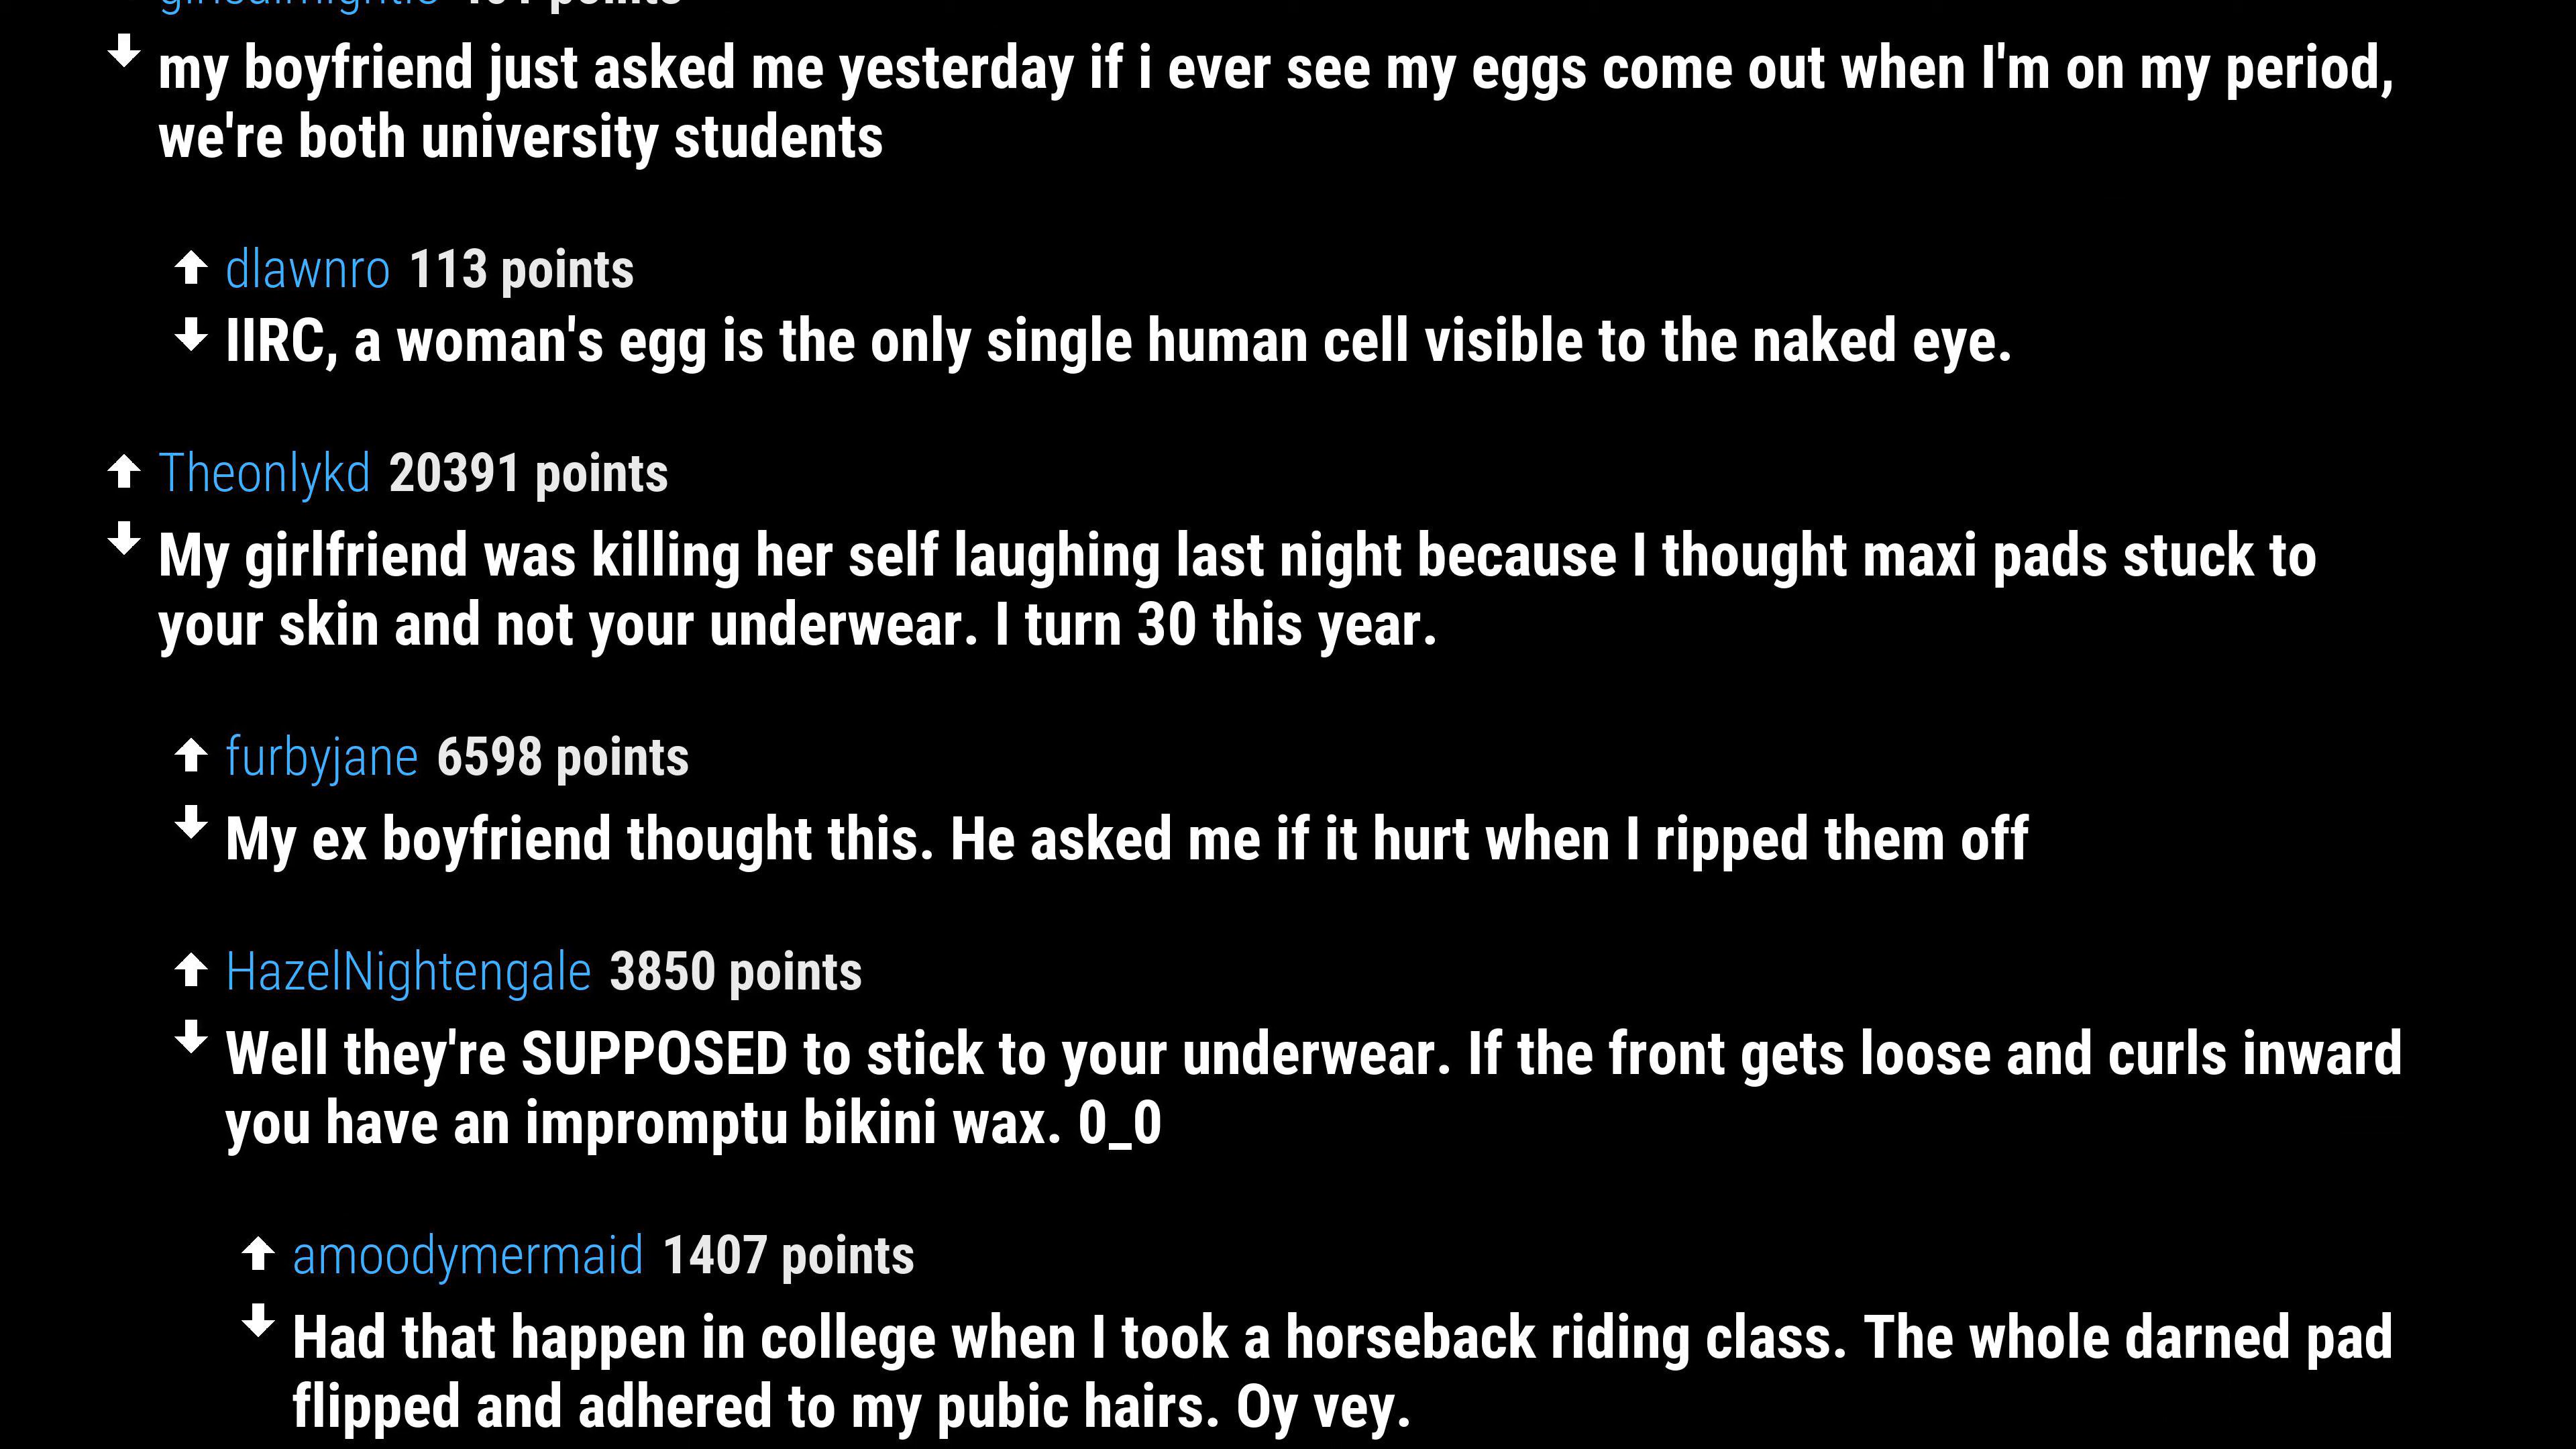 my boyfriend just asked me yesterday if i ever see my eggs come out when I'm on my period,
we're both university students
dlawnro 113 points
IIRC, a woman's egg is the only single human cell visible to the naked eye.
Theonlykd 20391 points
My girlfriend was killing her self laughing last night because I thought maxi pads stuck to
your skin and not your underwear. I turn 30 this year.
furbyjane 6598 points
My ex boyfriend thought this. He asked me if it hurt when I ripped them off
HazelNightengale 3850 points
Well they're SUPPOSED to stick to your underwear. If the front gets loose and curls inward
you have an impromptu bikini wax. 0_0
amoodymermaid 1407 points
Had that happen in college when I took a horseback riding class. The whole darned pad
flipped and adhered to my pubic hairs. Oy vey.